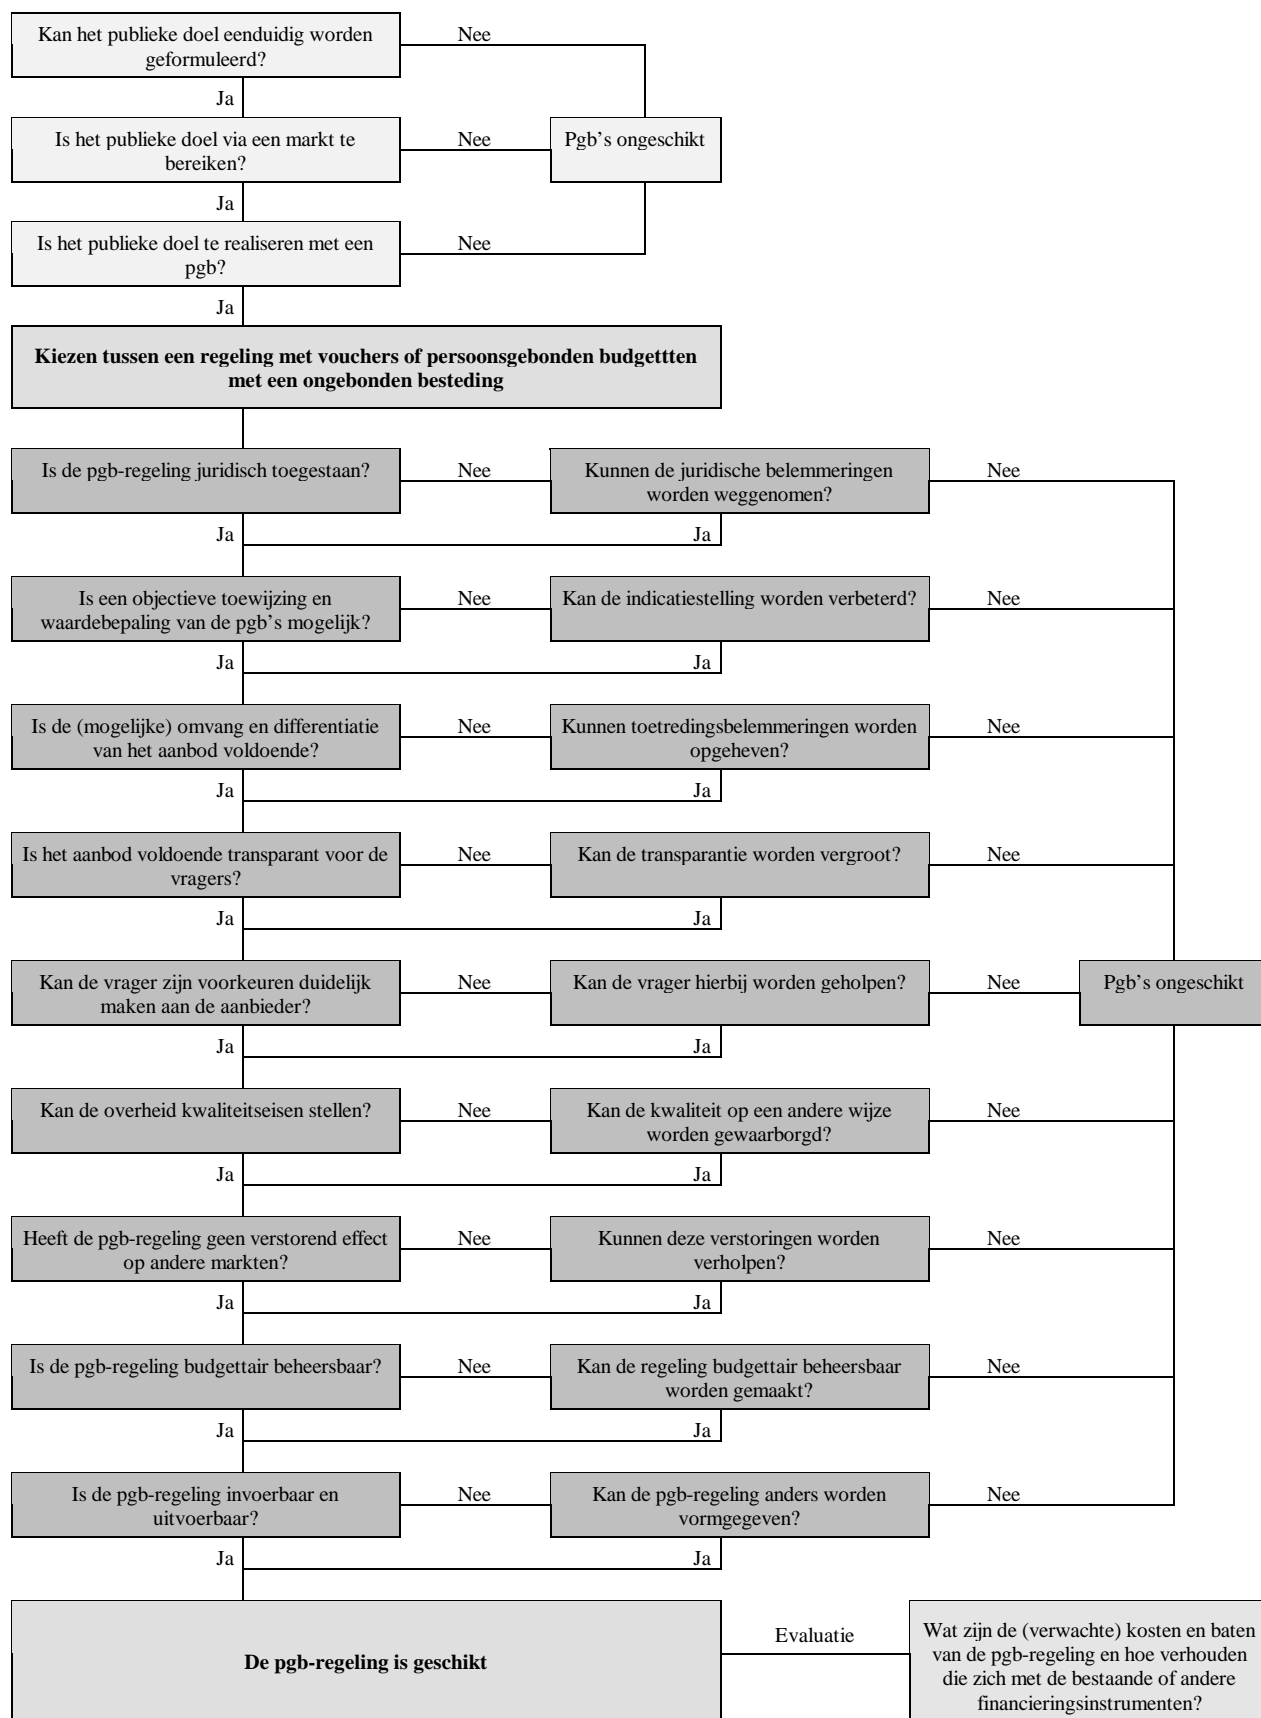 Kan het publieke doel eenduidig worden
geformuleerd?
Nee
Ja
Is het publieke doel via een markt te
bereiken?
Nee
Pgb's ongeschikt
Ja
Is het publieke doel te realiseren met een
pgb?
Nee
Ja
Kiezen tussen een regeling met vouchers of persoonsgebonden budgettten
met een ongebonden besteding
Is de pgb-regeling juridisch toegestaan?
Nee
Kunnen de juridische belemmeringen
worden weggenomen?
Nee
Ja
Ja
Is een objectieve toewijzing en
waardebepaling van de pgb's mogelijk?
Nee
Kan de indicatiestelling worden verbeterd?
Nee
Ja
Ja
Is de (mogelijke) omvang en differentiatie
van het aanbod voldoende?
Nee
Kunnen toetredingsbelemmeringen worden
opgeheven?
Nee
Ja
Ja
Is het aanbod voldoende transparant voor de
vragers?
Nee
Kan de transparantie worden vergroot?
Nee
Ja
Ja
Kan de vrager zijn voorkeuren duidelijk
maken aan de aanbieder?
Nee
Kan de vrager hierbij worden geholpen?
Nee
Pgb's ongeschikt
Ja
Ja
Kan de overheid kwaliteitseisen stellen?
Nee
Kan de kwaliteit op een andere wijze
worden gewaarborgd?
Nee
Ja
Ja
Heeft de pgb-regeling geen verstorend effect
op andere markten?
Nee
Kunnen deze verstoringen worden
verholpen?
Nee
Ja
Ja
Is de pgb-regeling budgettair beheersbaar?
Nee
Kan de regeling budgettair beheersbaar
worden gemaakt?
Nee
Ja
Ja
Is de pgb-regeling invoerbaar en
uitvoerbaar?
Nee
Kan de pgb-regeling anders worden
vormgegeven?
Nee
Ja
Ja
De pgb-regeling is geschikt
Evaluatie
Wat zijn de (verwachte) kosten en baten
van de pgb-regeling en hoe verhouden
die zich met de bestaande of andere
financieringsinstrumenten?